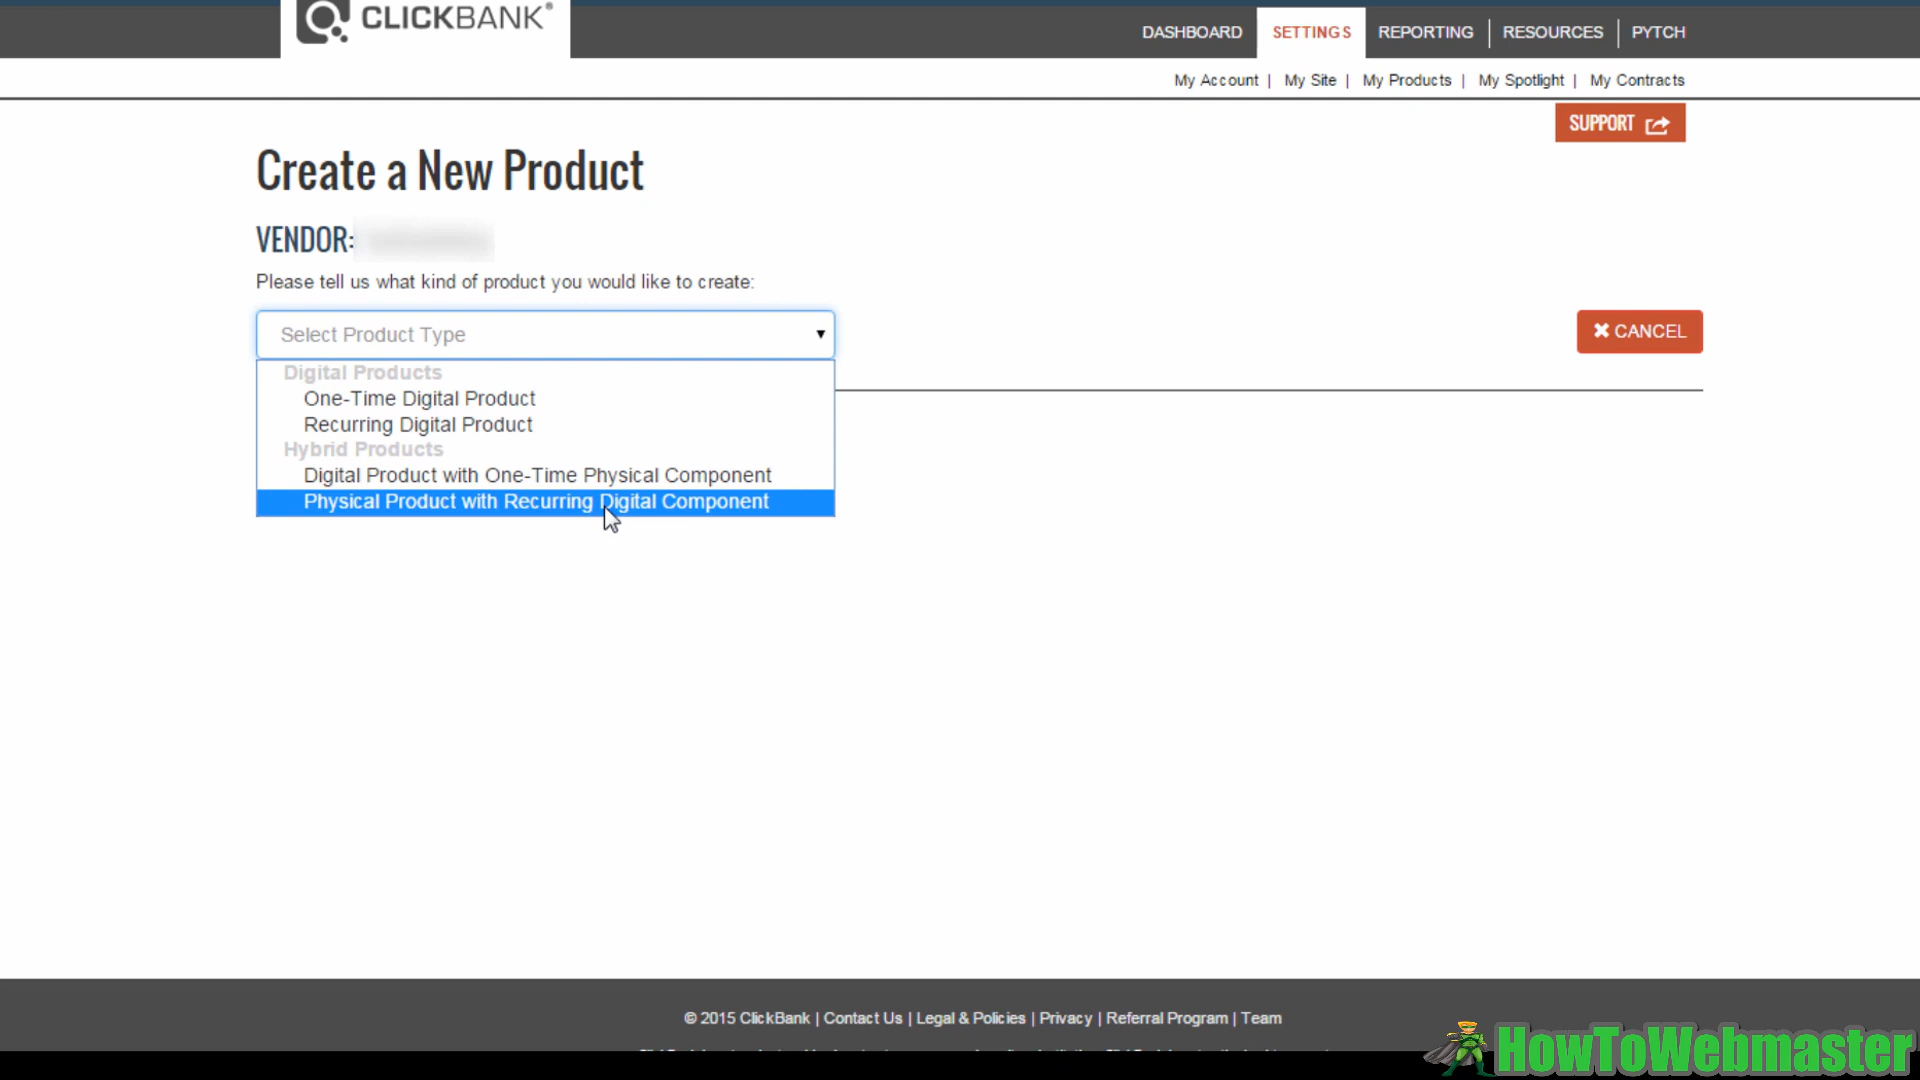 CLICKBANK®
DASHBOARD
SETTINGS
REPORTING
RESOURCES
PYTCH
My Account | My Site | My Products | My Spotlight | My Contracts
SUPPORT
Create a New Product
VENDOR:
Please tell us what kind of product you would like to create:
Select Product Type
CANCEL
Digital Products
One-Time Digital Product
Recurring Digital Product
Hybrid Products
Digital Product with One-Time Physical Component
Physical Product with Recurring Digital Component
© 2015 ClickBank | Contact Us | Legal & Policies | Privacy | Referral Program | Team
HowToWebmaster